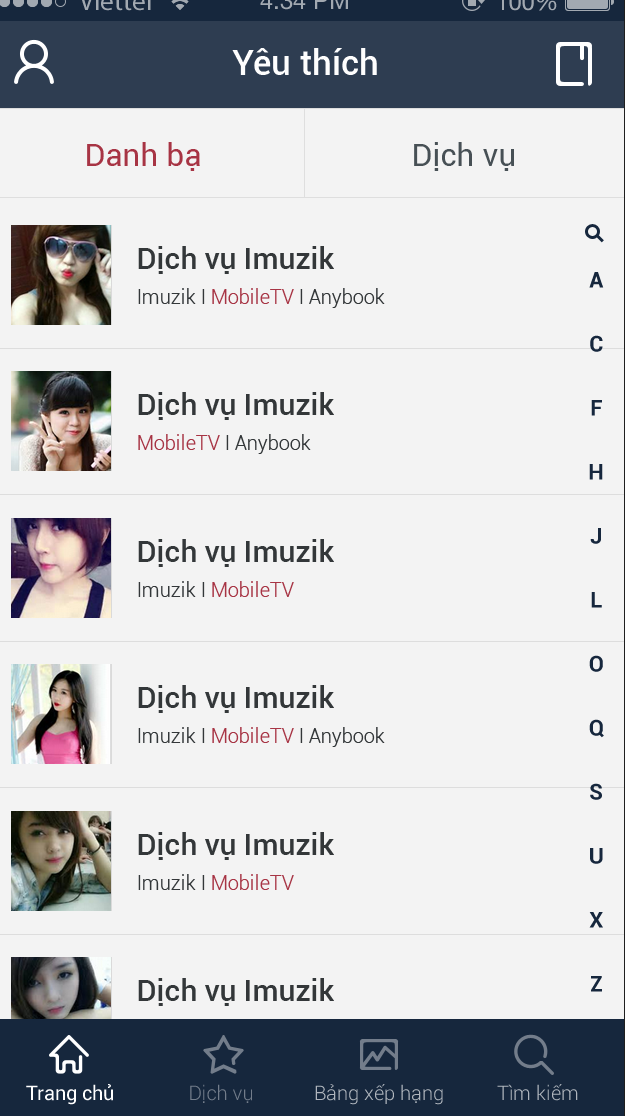 Viettel 4:34 PM 100%
Yêu thích
Danh bạ Dịch vụ
Dịch vụ Imuzik
Imuzik I MobileTV I Anybook
A
C
Dịch vụ Imuzik
MobileTV I Anybook
F
H
Dịch vụ Imuzik
Imuzik I MobileTV
J
L
O
Dịch vụ Imuzik
Imuzik I MobileTV I Anybook
Q
S
Dịch vụ Imuzik
Imuzik I MobileTV
U
X
Dịch vụ Imuzik
Z
Trang chủ Dịch vụ Bảng xếp hạng Tìm kiếm